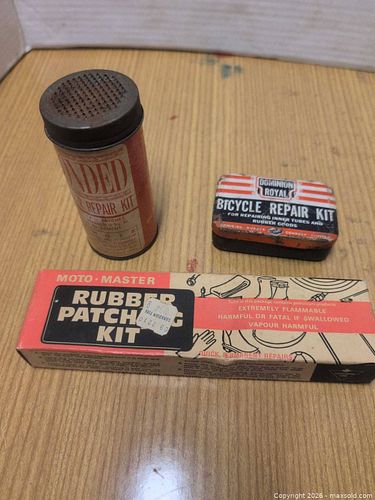 NDED
REPAIR KIT
DOMINION
ROYAL
BICYCLE REPAIR KIT
FOR REPAIRING INNER TUBES AND
RUBBER GOODS
MOTO-MASTER
RUBBER
PATCHING
KIT
EXTREMELY FLAMMABLE
HARMFUL OR FATAL IF SWALLOWED
VAPOUR HARMFUL
QUICK, PERMANENT REPAIRS
Copyright 2026 - maxsold.com